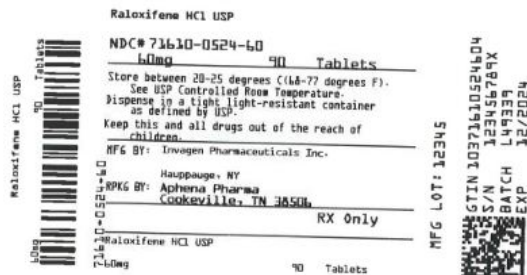 Raloxifene HCl USP
90 Tablets
60mg
Raloxifene HCl USP
NDC# 71610-0524-60
60mg 90 Tablets
Store between 20-25 degrees C(68-77 degrees F).
See USP Controlled Room Temperature.
Dispense in a tight light-resistant container
as defined by USP.
Keep this and all drugs out of the reach of
children.
MFG BY: Invagen Pharmaceuticals Inc.
Hauppauge, NY
RPKG BY: Aphena Pharma
Cookeville, TN 38506
RX Only
71610-0524-60
Raloxifene HCl USP
60mg 90 Tablets
MFG LOT: 12345
GTIN 10371610524604
S/N 123456789X
BATCH L49339
EXP 11/2024